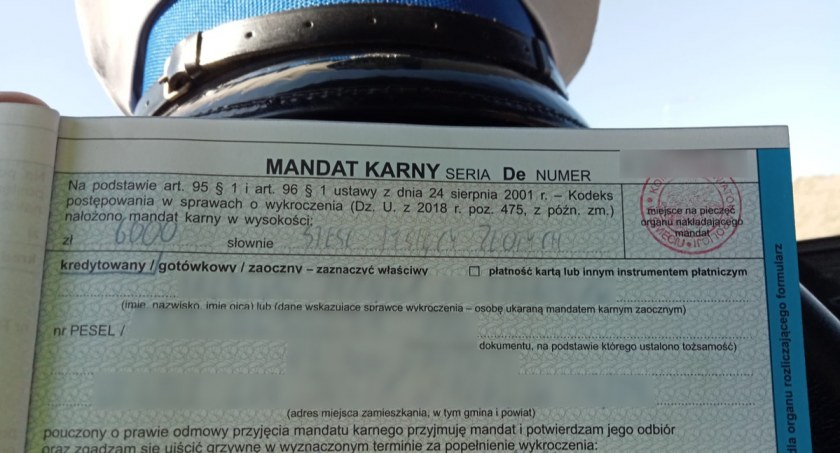 MANDAT KARNY SERIA De NUMER
Na podstawie art. 95 § 1 i art. 96 § 1 ustawy z dnia 24 sierpnia 2001 r. – Kodeks
postępowania w sprawach o wykroczenia (Dz. U. z 2018 r. poz. 475, z późn. zm.)
nałożono mandat karny w wysokości:
miejsce na pieczęć
organu nakładającego
mandat
zł 6000 słownie SZEŚĆ TYSIĘCY ZŁOTYCH
kredytowany / gotówkowy / zaoczny – zaznaczyć właściwy
☐ płatność kartą lub innym instrumentem płatniczym
(imię, nazwisko, imię ojca) lub (dane wskazujące sprawcę wykroczenia – osobę ukaraną mandatem karnym zaocznym)
nr PESEL /
dokumentu, na podstawie którego ustalono tożsamość)
(adres miejsca zamieszkania, w tym gmina i powiat)
pouczony o prawie odmowy przyjęcia mandatu karnego przyjmuję mandat i potwierdzam jego odbiór
oraz zgadzam się uiścić grzywnę w wyznaczonym terminie za popełnienie wykroczenia:
dla organu rozliczającego formularz